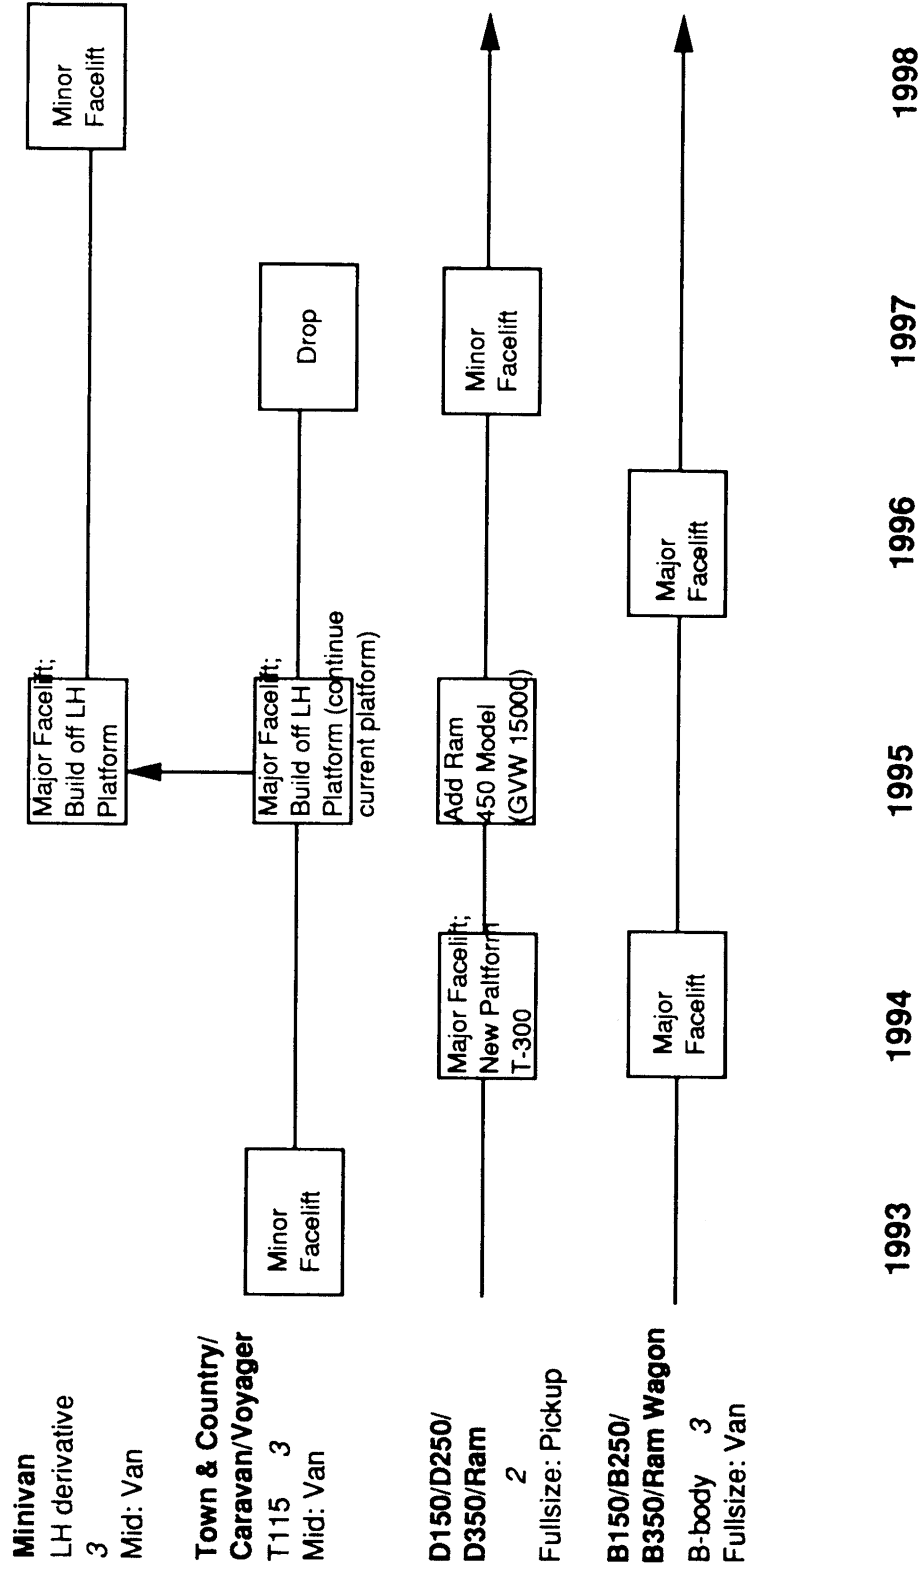 Minivan
LH derivative
3
Mid: Van
Major Facelift;
Build off LH
Platform
Minor
Facelift
Town & Country/
Caravan/Voyager
T115 3
Mid: Van
Minor
Facelift
Major Facelift;
Build off LH
Platform (continue
current platform)
Drop
D150/D250/
D350/Ram
2
Fullsize: Pickup
Major Facelift;
New Paltform
T-300
Add Ram
450 Model
(GVW 15000)
Minor
Facelift
B150/B250/
B350/Ram Wagon
B-body 3
Fullsize: Van
Major
Facelift
Major
Facelift
1993
1994
1995
1996
1997
1998